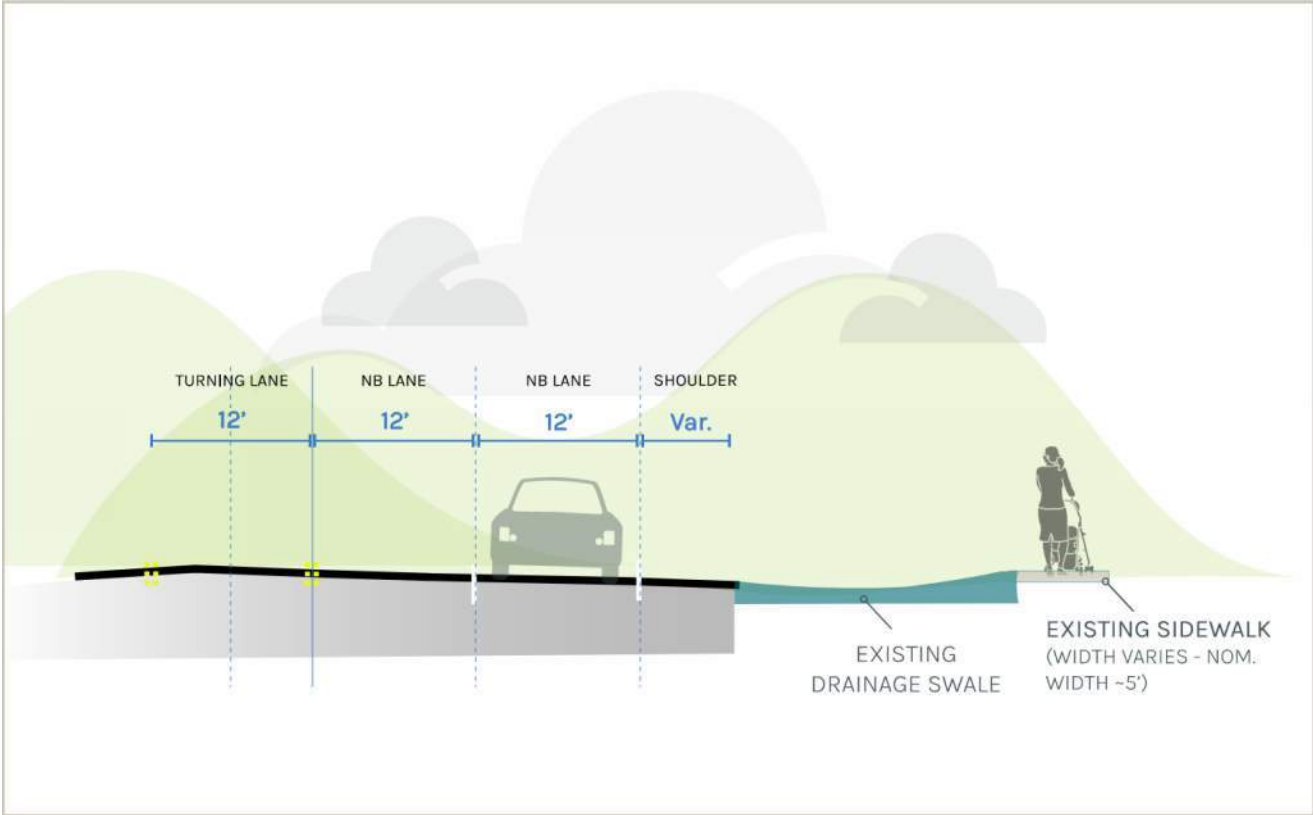 TURNING LANE
NB LANE
NB LANE
SHOULDER
12’
12’
12’
Var.
EXISTING
DRAINAGE SWALE
EXISTING SIDEWALK
(WIDTH VARIES - NOM.
WIDTH ~5’)